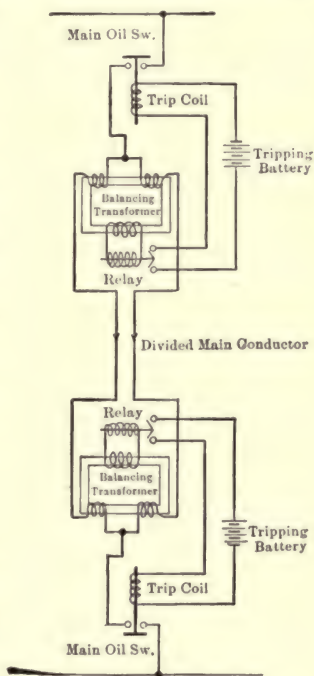 Main Oil Sw.
Trip Coil
Tripping
Battery
Balancing
Transformer
Relay
Divided Main Conductor
Relay
Balancing
Transformer
Tripping
Battery
Trip Coil
Main Oil Sw.